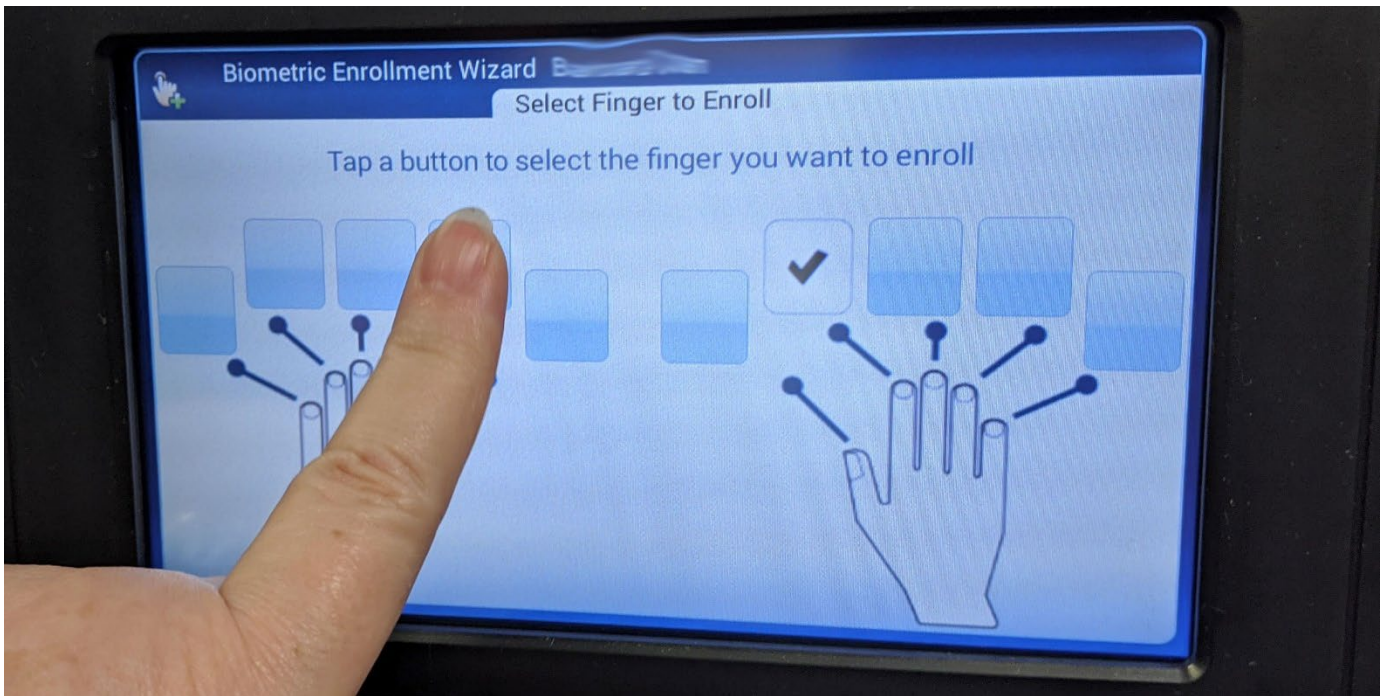 Biometric Enrollment Wizard
Select Finger to Enroll
Tap a button to select the finger you want to enroll